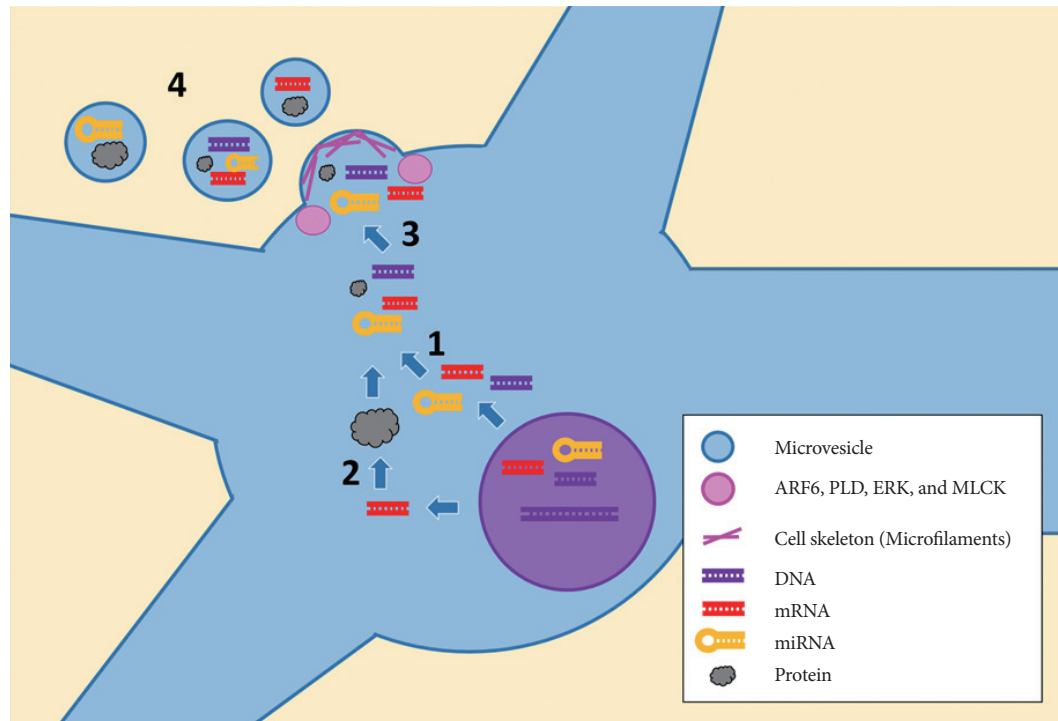 4
3
1
2
Microvesicle
ARF6, PLD, ERK, and MLCK
Cell skeleton (Microfilaments)
DNA
mRNA
miRNA
Protein